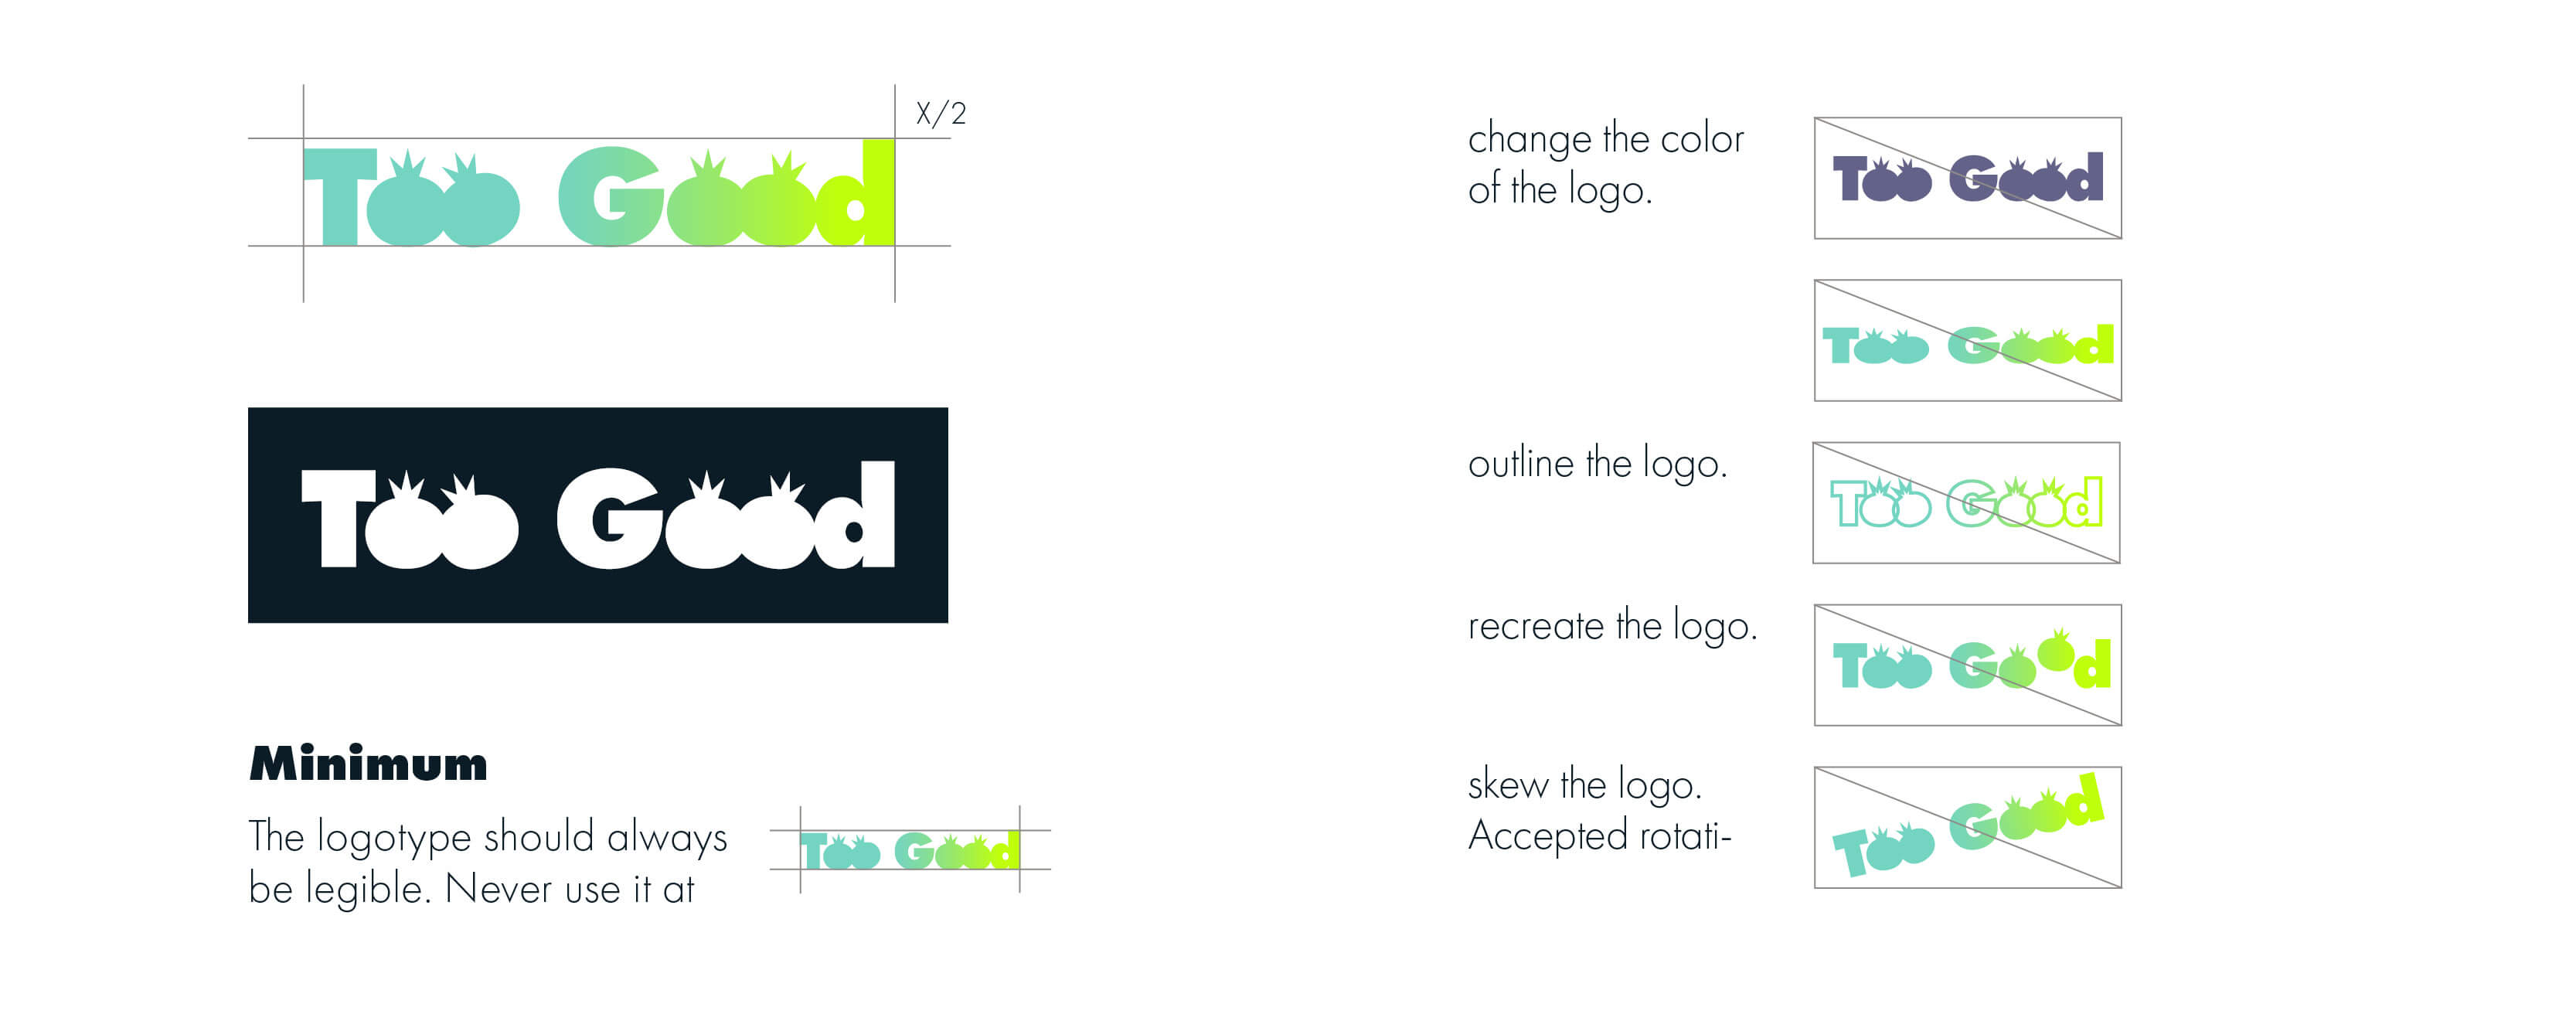 X/2
Too Good
Too Good
Minimum
The logotype should always
be legible. Never use it at
Too Good
change the color
of the logo.
Too Good
Too Good
outline the logo.
Too Good
recreate the logo.
Too Good
skew the logo.
Accepted rotati-
Too Good